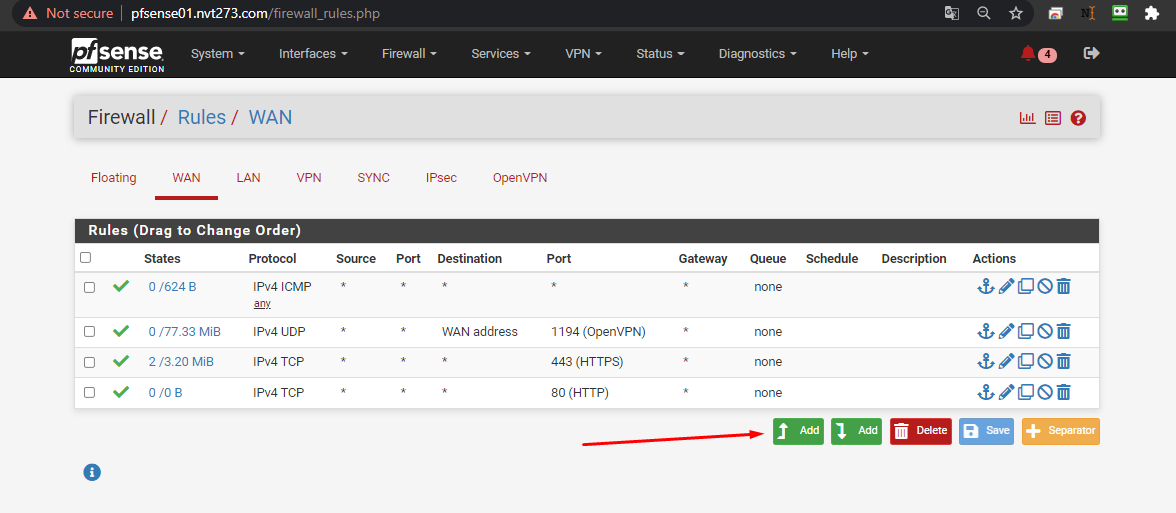 Not secure pfsense01.nvt273.com/firewall_rules.php
pfsense
COMMUNITY EDITION
System Interfaces Firewall Services VPN Status Diagnostics Help 4
Firewall / Rules / WAN
Floating WAN LAN VPN SYNC IPsec OpenVPN
Rules (Drag to Change Order)
States Protocol Source Port Destination Port Gateway Queue Schedule Description Actions
0 /624 B IPv4 ICMP * * * * * none
any
0 /77.33 MiB IPv4 UDP * * WAN address 1194 (OpenVPN) * none
2 /3.20 MiB IPv4 TCP * * * 443 (HTTPS) * none
0 /0 B IPv4 TCP * * * 80 (HTTP) * none
Add Add Delete Save Separator